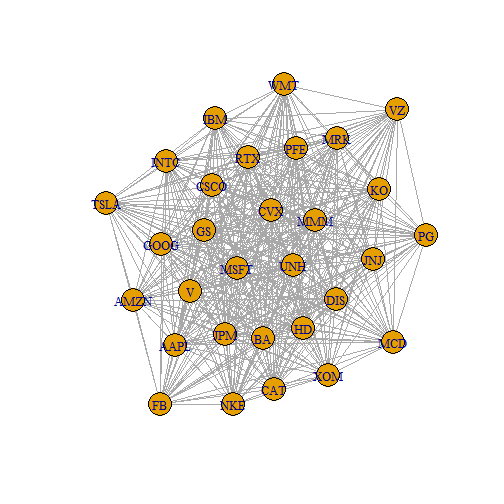 WMT
VZ
IBM
MRK
PFE
RTX
INTC
CSCO
KO
TSLA
CVX
MMM
GS
PG
GOOG
JNJ
UNH
MSFT
V
AMZN
DIS
HD
JPM
BA
MCD
AAPL
XOM
CAT
FB
NKE